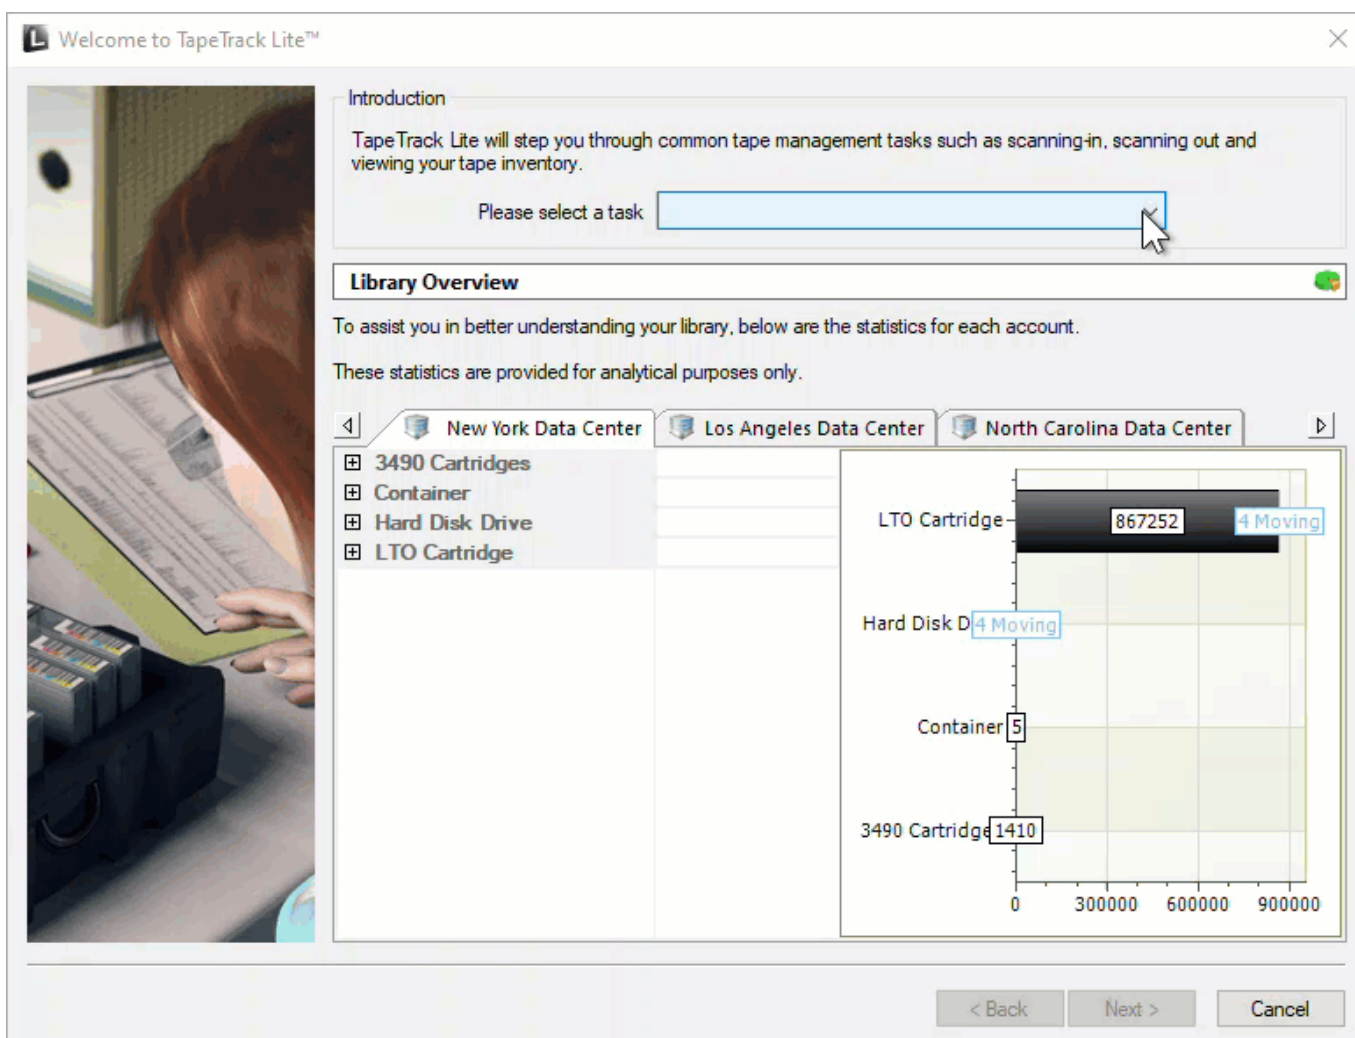 Welcome to TapeTrack Lite™
Introduction
TapeTrack Lite will step you through common tape management tasks such as scanning-in, scanning out and
viewing your tape inventory.
Please select a task
Library Overview
To assist you in better understanding your library, below are the statistics for each account.
These statistics are provided for analytical purposes only.
New York Data Center
Los Angeles Data Center
North Carolina Data Center
3490 Cartridges
Container
Hard Disk Drive
LTO Cartridge
LTO Cartridge
867252
4 Moving
Hard Disk D
4 Moving
Container
5
3490 Cartridge
1410
0 300000 600000 900000
< Back
Next >
Cancel